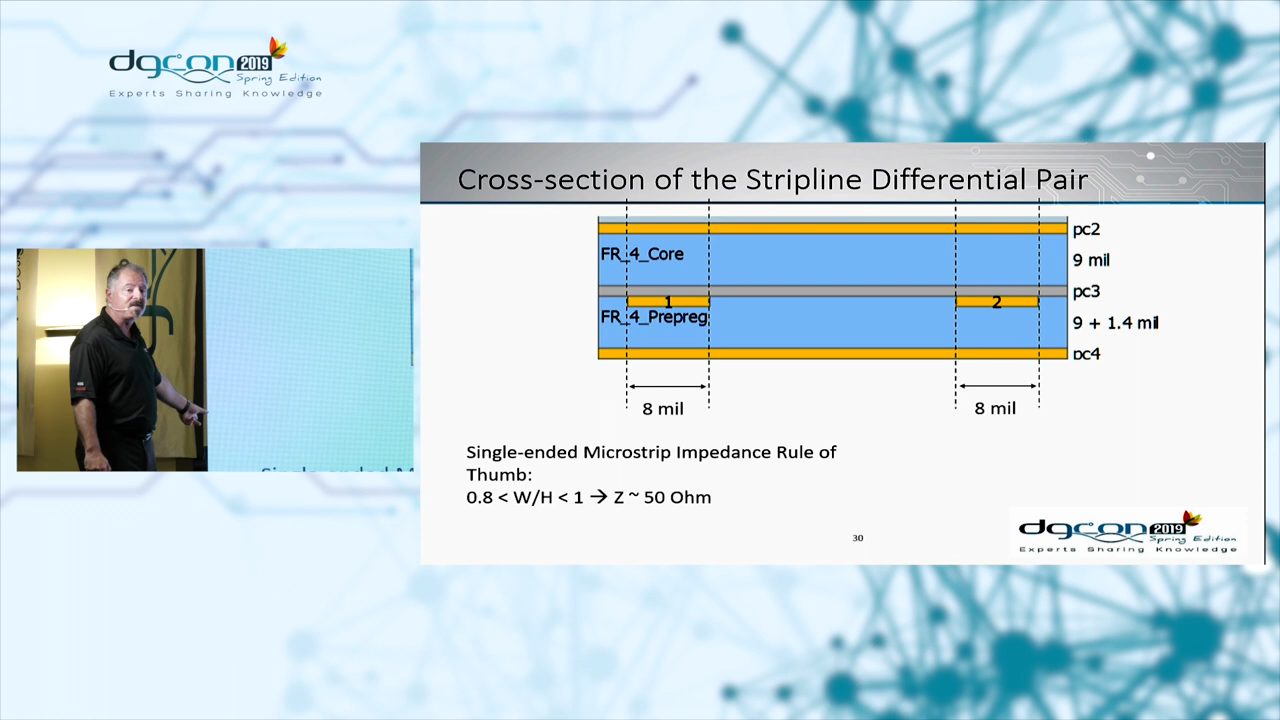 dgcon 2019
Spring Edition
Experts Sharing Knowledge
Cross-section of the Stripline Differential Pair
pc2
FR_4_Core
9 mil
pc3
1
2
FR_4_Prepreg
9 + 1.4 mil
pc4
8 mil
8 mil
Single-ended Microstrip Impedance Rule of
Thumb:
0.8 < W/H < 1 → Z ~ 50 Ohm
dgcon 2019
Spring Edition
Experts Sharing Knowledge
30